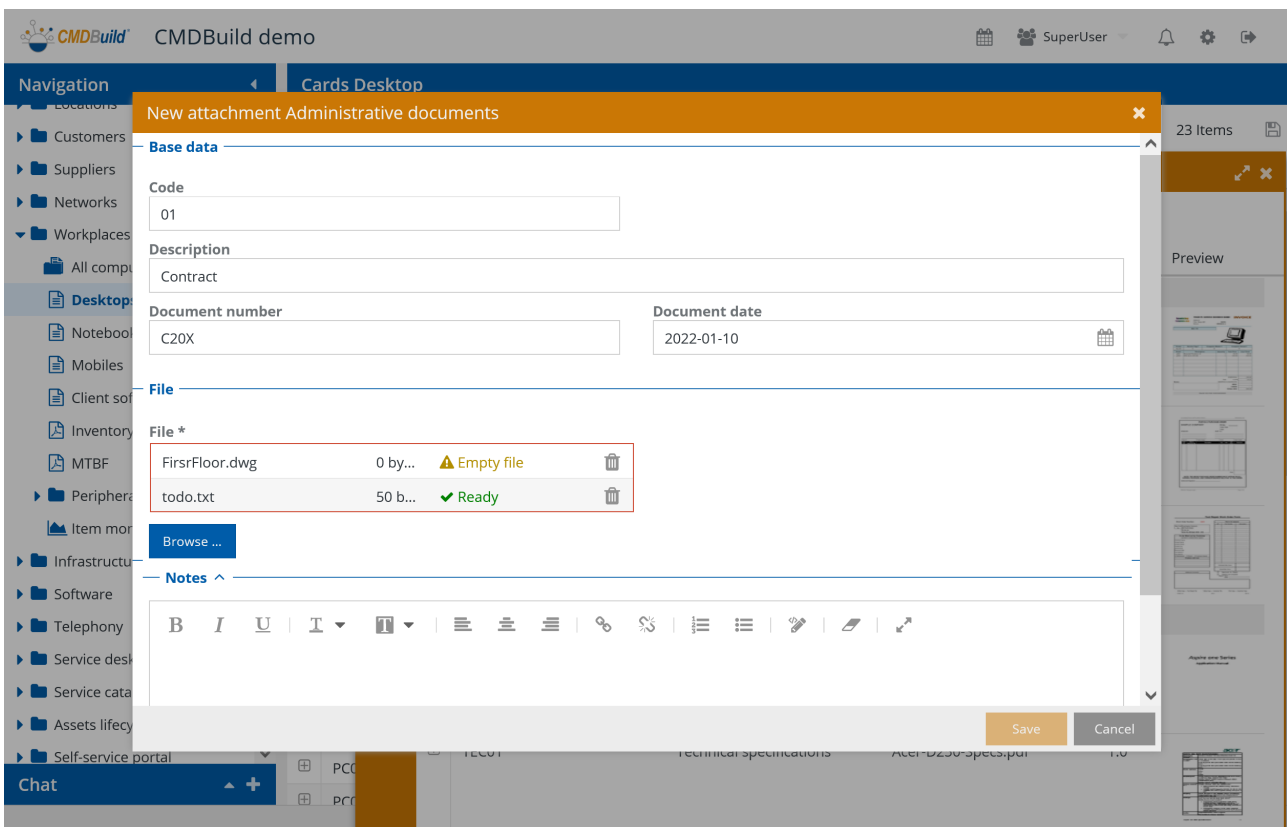 CMDBuild CMDBuild demo SuperUser
Navigation Cards Desktop
Locations
New attachment Administrative documents
Customers 23 Items
Base data
Suppliers
Code
Networks
01
Workplaces
Description
Preview
All compu
Contract
Desktops
Document number Document date
Notebook
C20X 2022-01-10
Mobiles
File
Client sof
Inventory File *
MTBF FirsrFloor.dwg 0 by... Empty file
Periphera todo.txt 50 b... Ready
Item mor
Browse ...
Infrastructu
Notes
Software
Telephony B I U T T
Service desk
Service cata
Assets lifecy Save Cancel
Self-service portal TEC01 Technical specifications Acer-D250-Specs.pdf 1.0
PC0
Chat
PC0